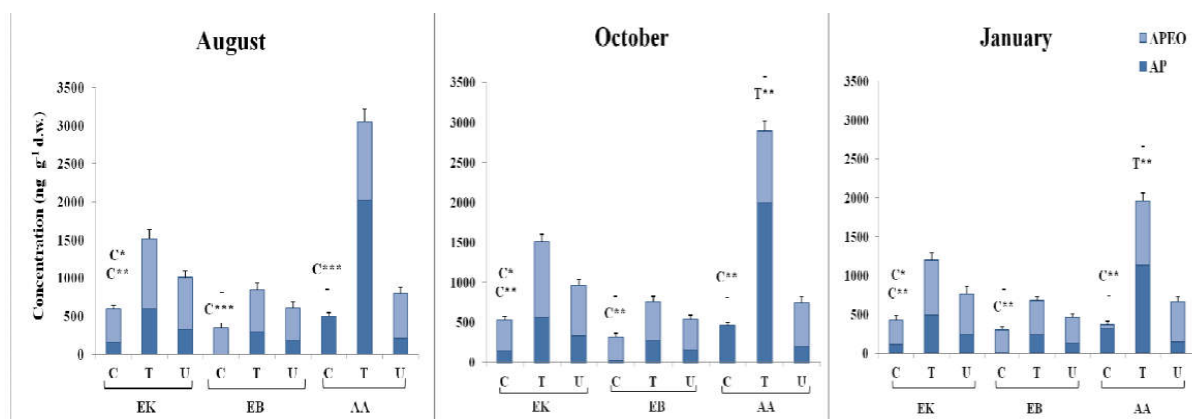 August
October
January
APEO
AP
Concentration (ng g⁻¹ d.w.)
3500
3000
2500
2000
1500
1000
500
0
C*
C**
-
C***
C***
-
C T U C T U C T U
EK EB AA
3500
3000
2500
2000
1500
1000
500
0
C*
C**
-
C**
C**
-
-
T**
C T U C T U C T U
EK EB AA
3500
3000
2500
2000
1500
1000
500
0
C*
C**
-
C**
C**
-
-
T**
C T U C T U C T U
EK EB AA